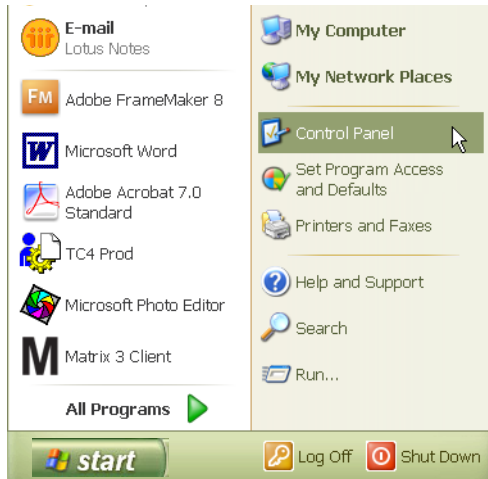 E-mail
Lotus Notes
FM Adobe FrameMaker 8
W Microsoft Word
Adobe Acrobat 7.0
Standard
TC4 Prod
Microsoft Photo Editor
M Matrix 3 Client
All Programs
My Computer
My Network Places
Control Panel
Set Program Access
and Defaults
Printers and Faxes
Help and Support
Search
Run...
start
Log Off
Shut Down